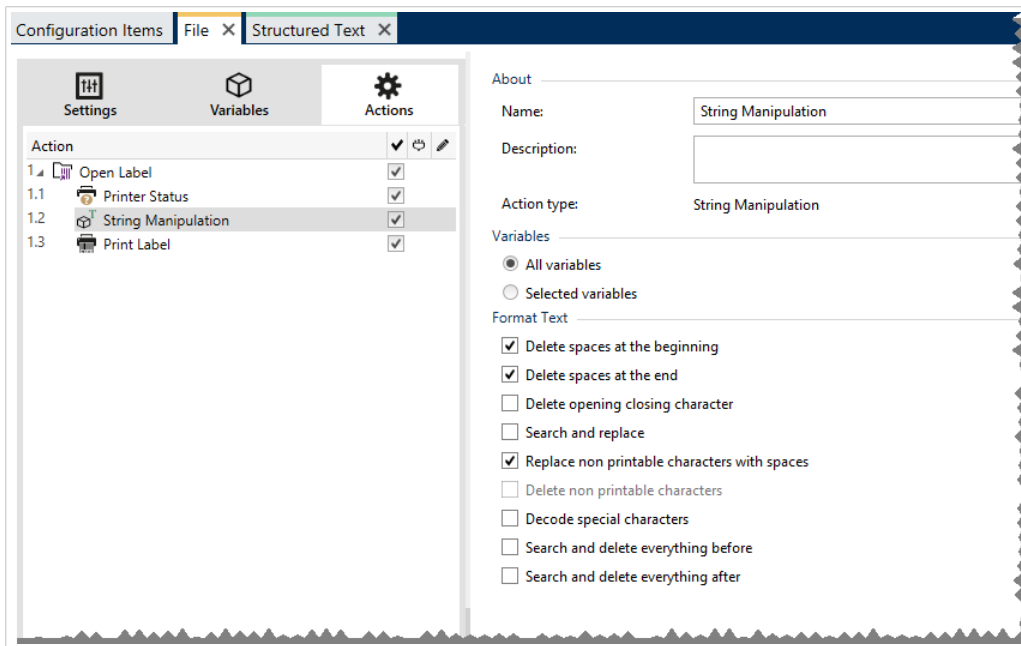 Configuration Items File Structured Text
Settings Variables Actions
Action
1 Open Label
1.1 Printer Status
1.2 String Manipulation
1.3 Print Label
About
Name: String Manipulation
Description:
Action type: String Manipulation
Variables
All variables
Selected variables
Format Text
Delete spaces at the beginning
Delete spaces at the end
Delete opening closing character
Search and replace
Replace non printable characters with spaces
Delete non printable characters
Decode special characters
Search and delete everything before
Search and delete everything after